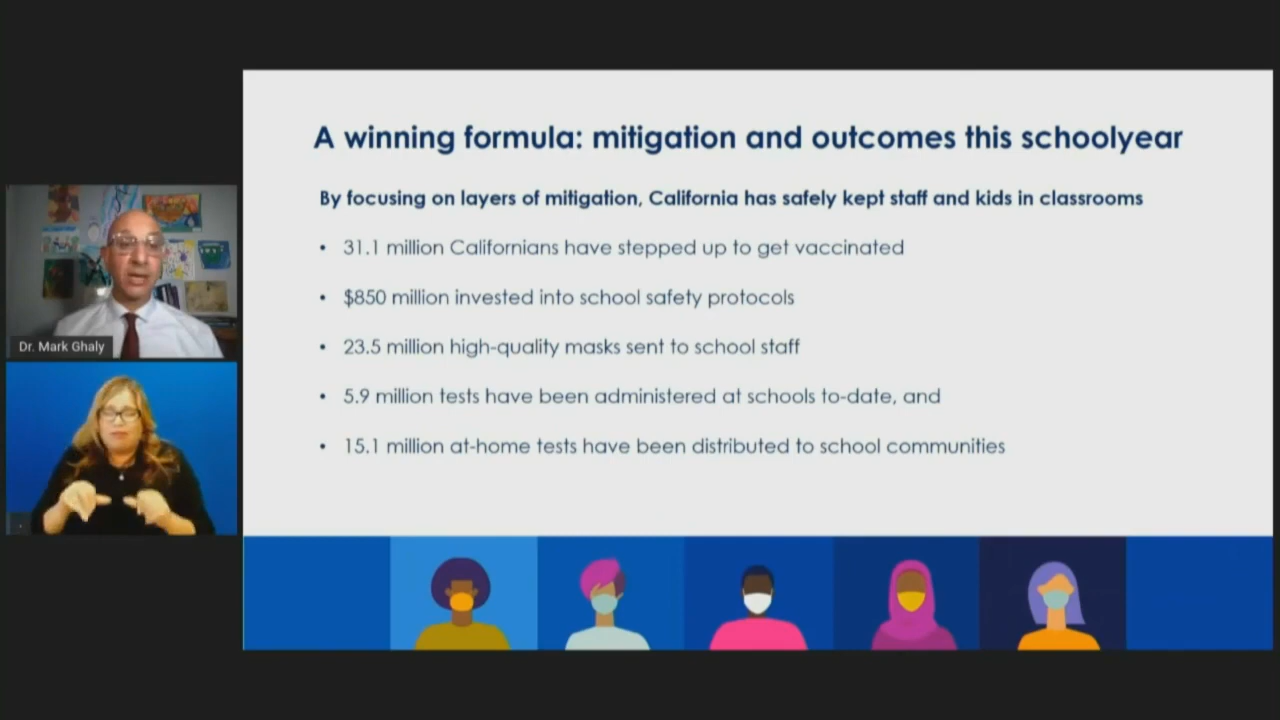 A winning formula: mitigation and outcomes this schoolyear
By focusing on layers of mitigation, California has safely kept staff and kids in classrooms
• 31.1 million Californians have stepped up to get vaccinated
• $850 million invested into school safety protocols
• 23.5 million high-quality masks sent to school staff
• 5.9 million tests have been administered at schools to-date, and
• 15.1 million at-home tests have been distributed to school communities
Dr. Mark Ghaly